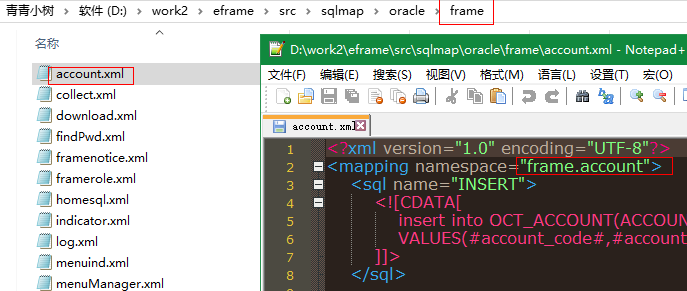 青青小树 > 软件 (D:) > work2 > eframe > src > sqlmap > oracle > frame
名称
account.xml
collect.xml
download.xml
findPwd.xml
framenotice.xml
framerole.xml
homesql.xml
indicator.xml
log.xml
menuind.xml
menuManager.xml
D:\work2\eframe\src\sqlmap\oracle\frame\account.xml - Notepad+
文件(F) 编辑(E) 搜索(S) 视图(V) 格式(M) 语言(L) 设置(T) 宏(O)
account.xml
1 <?xml version="1.0" encoding="UTF-8"?>
2 <mapping namespace="frame.account">
3 <sql name="INSERT">
4 <![CDATA[
5 insert into OCT_ACCOUNT(ACCOUN
6 VALUES(#account_code#,#account
7 ]]>
8 </sql>